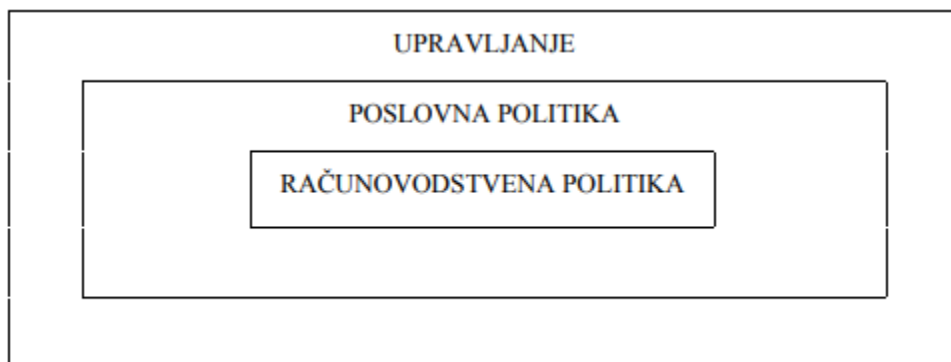 UPRAVLJANJE
POSLOVNA POLITIKA
RAČUNOVODSTVENA POLITIKA